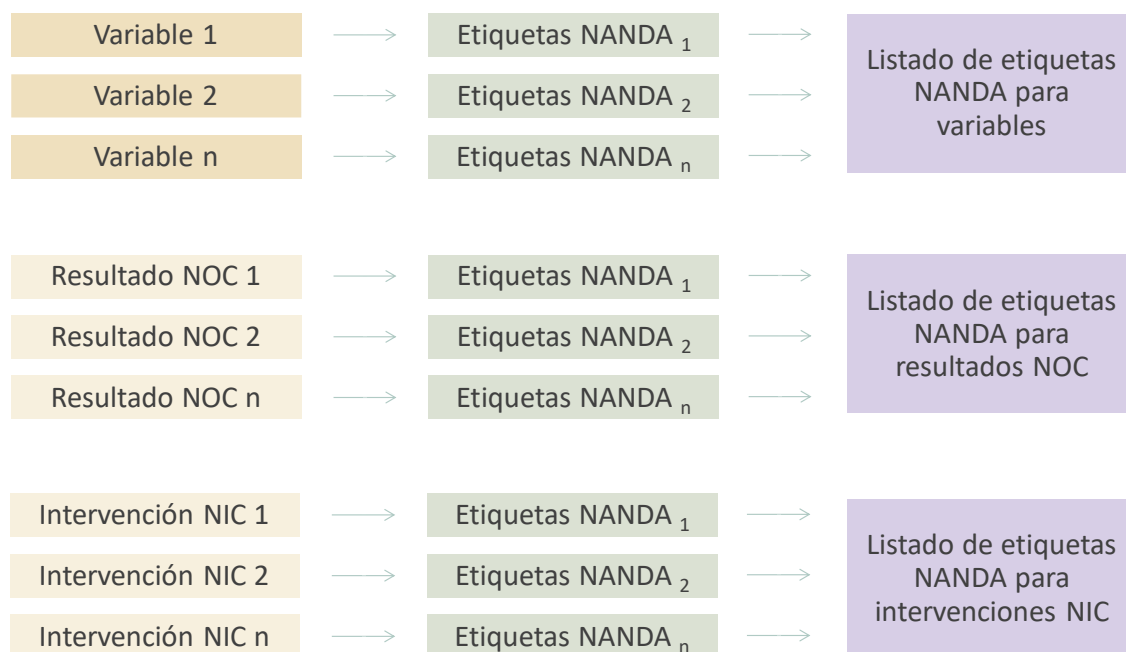 Variable 1
Etiquetas NANDA 1
Variable 2
Etiquetas NANDA 2
Variable n
Etiquetas NANDA n
Listado de etiquetas
NANDA para
variables
Resultado NOC 1
Etiquetas NANDA 1
Resultado NOC 2
Etiquetas NANDA 2
Resultado NOC n
Etiquetas NANDA n
Listado de etiquetas
NANDA para
resultados NOC
Intervención NIC 1
Etiquetas NANDA 1
Intervención NIC 2
Etiquetas NANDA 2
Intervención NIC n
Etiquetas NANDA n
Listado de etiquetas
NANDA para
intervenciones NIC